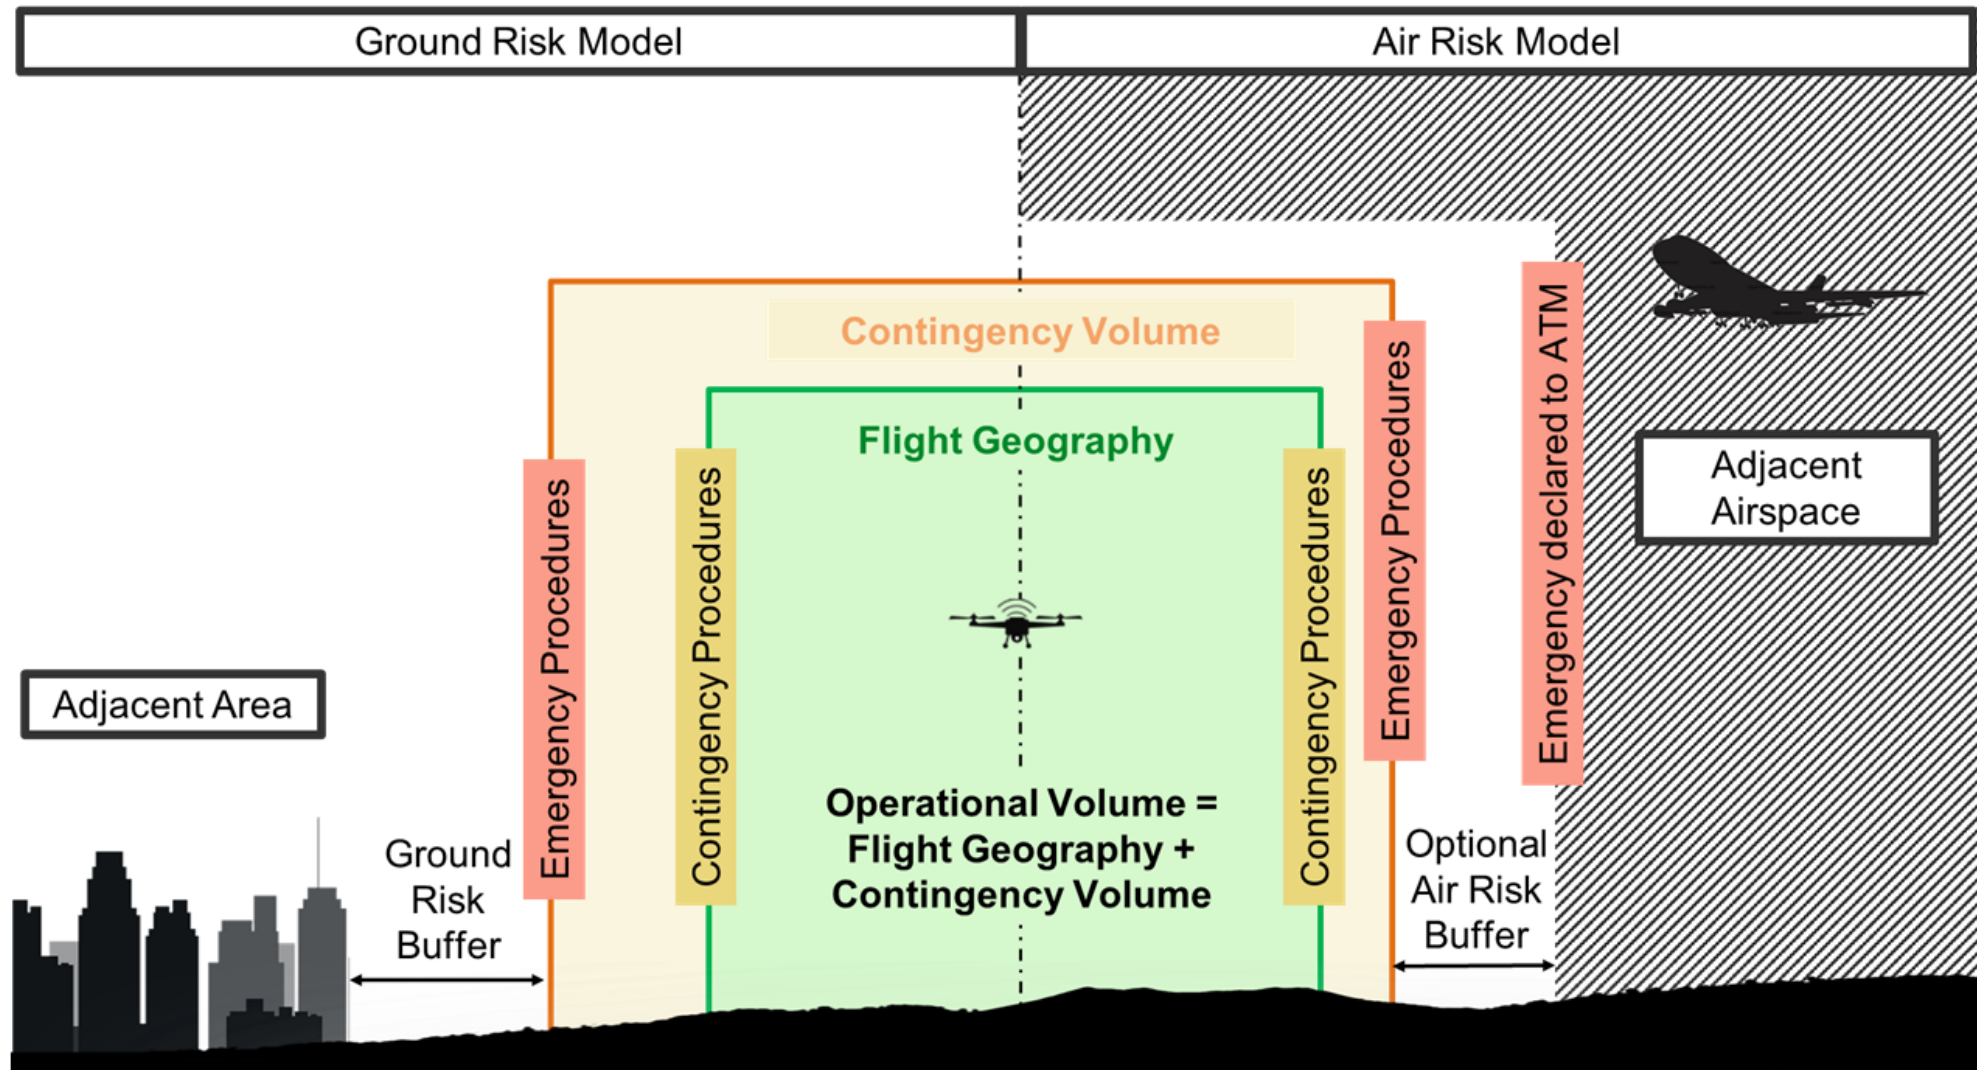 Ground Risk Model
Air Risk Model
Contingency Volume
Flight Geography
Emergency Procedures
Contingency Procedures
Contingency Procedures
Emergency Procedures
Emergency declared to ATM
Adjacent
Airspace
Adjacent Area
Operational Volume =
Flight Geography +
Contingency Volume
Ground
Risk
Buffer
Optional
Air Risk
Buffer